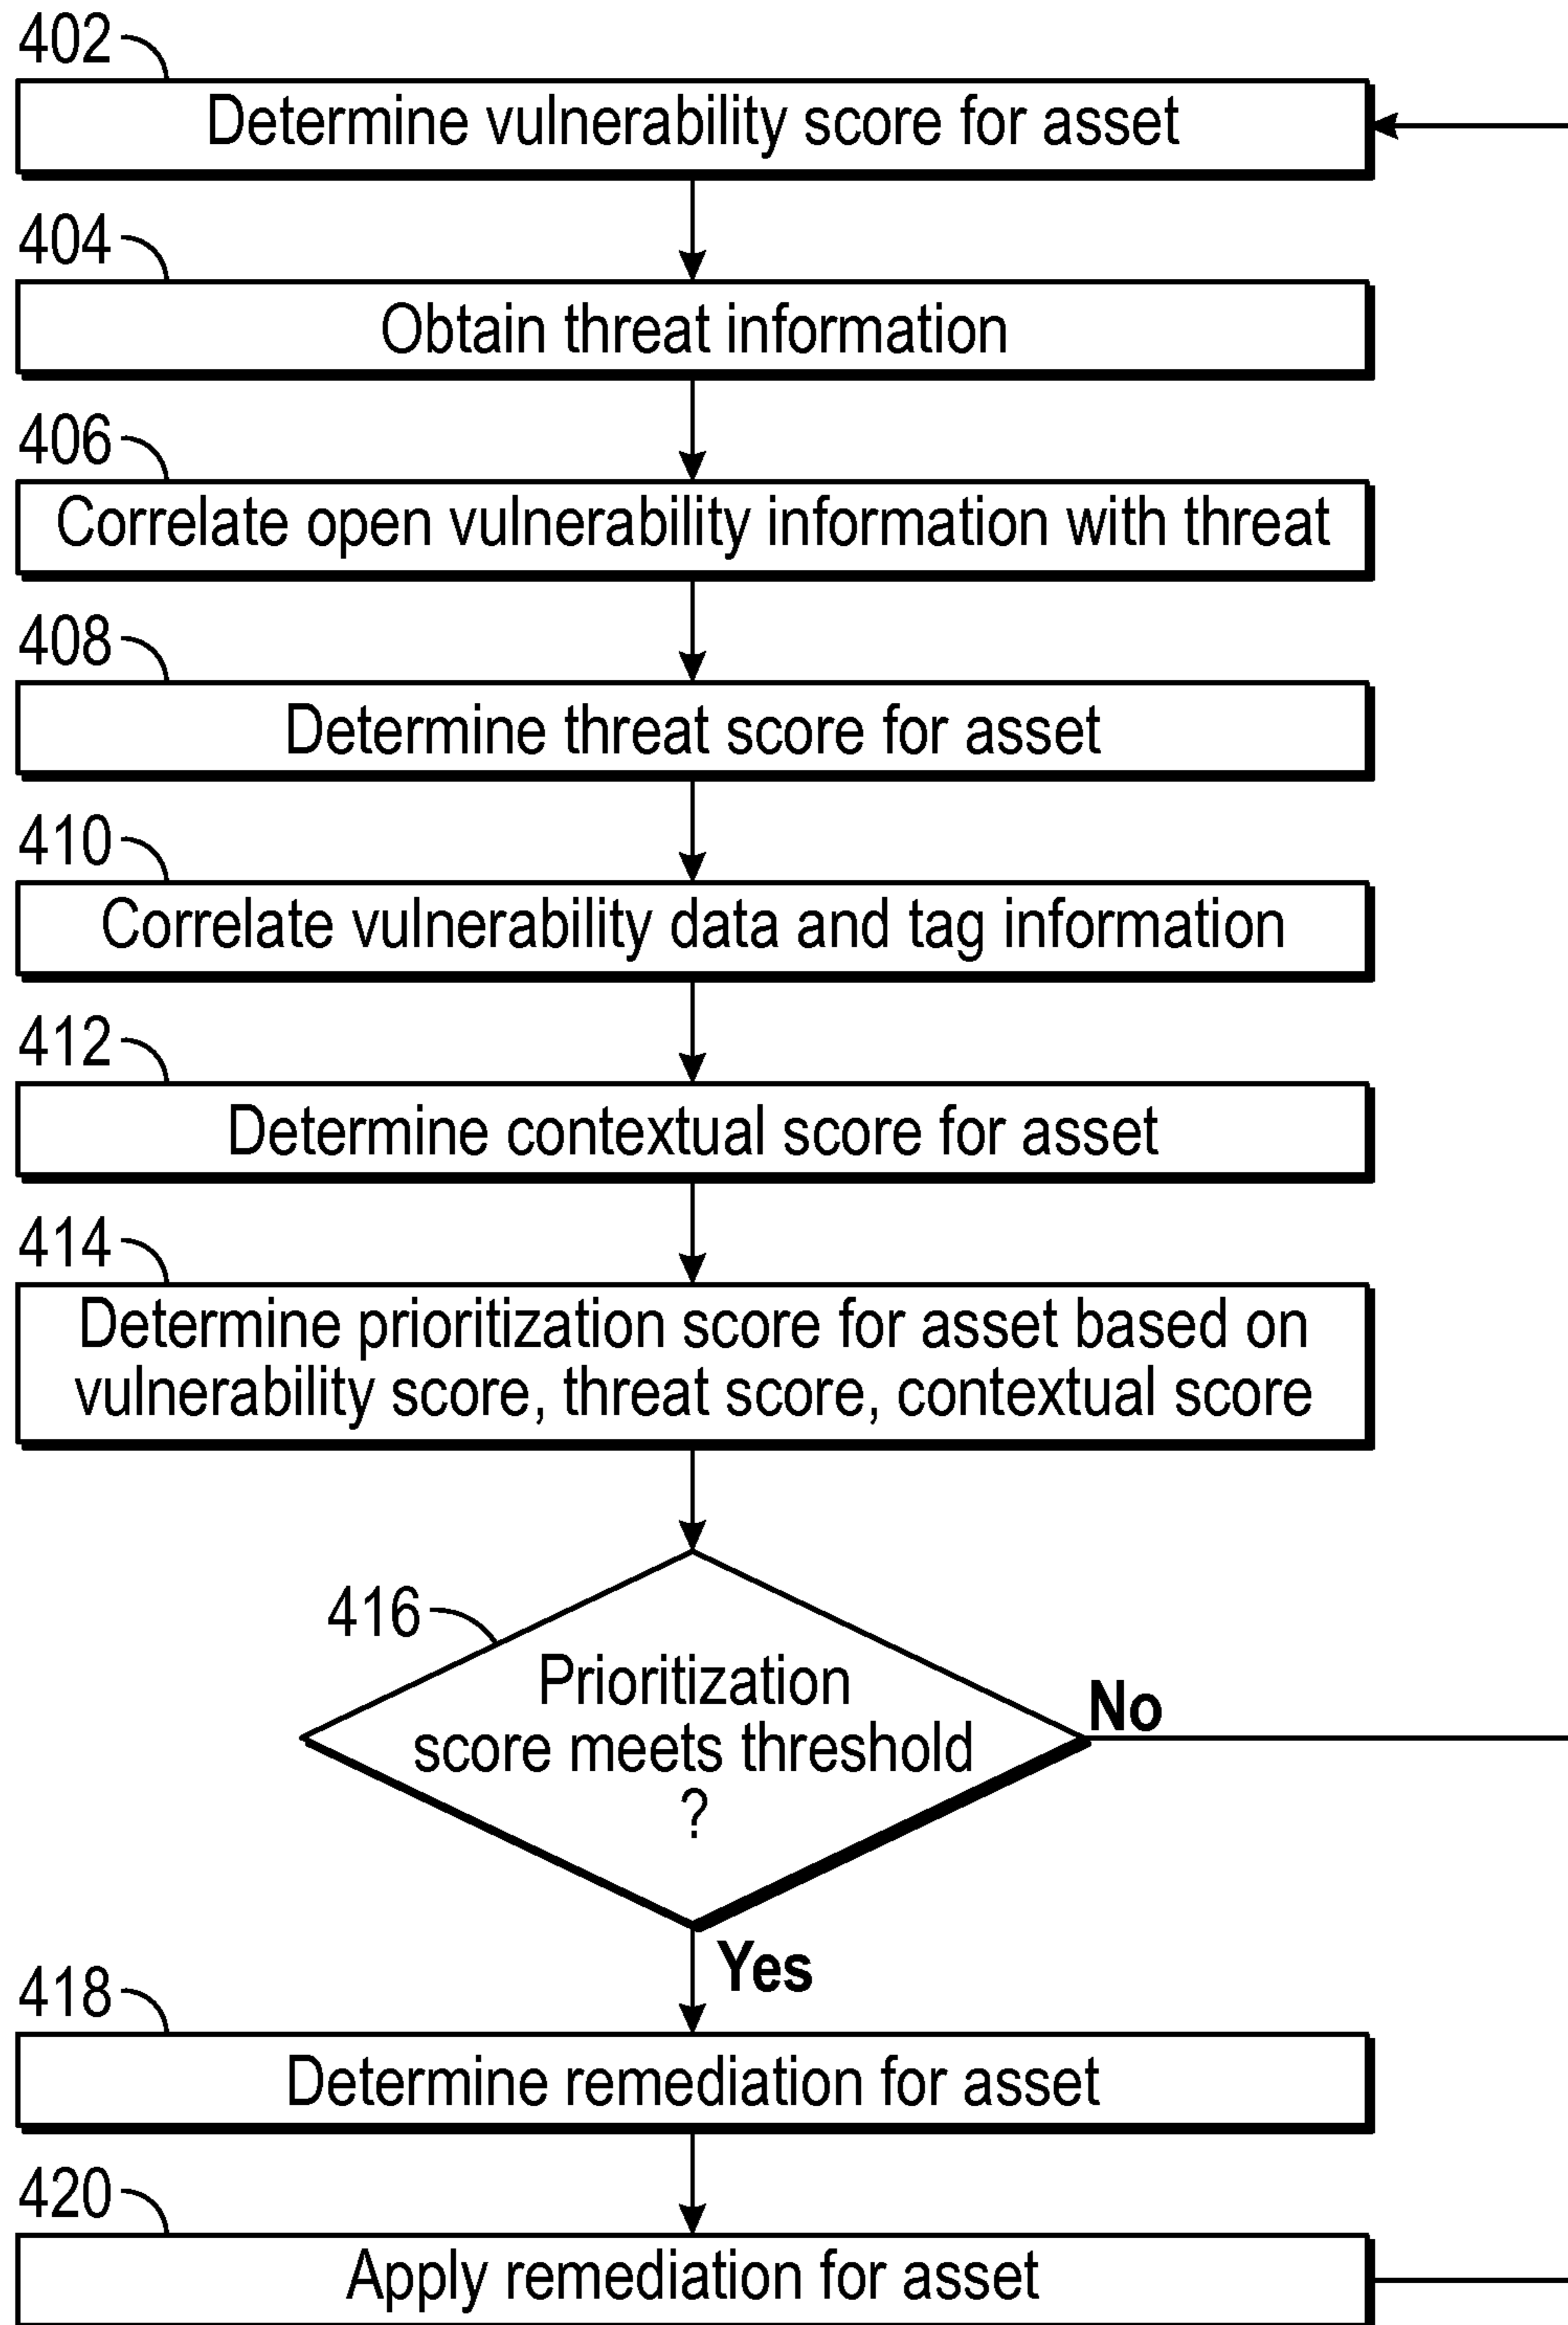 402
Determine vulnerability score for asset
404
Obtain threat information
406
Correlate open vulnerability information with threat
408
Determine threat score for asset
410
Correlate vulnerability data and tag information
412
Determine contextual score for asset
414
Determine prioritization score for asset based on
vulnerability score, threat score, contextual score
416
Prioritization
score meets threshold
?
No
Yes
418
Determine remediation for asset
420
Apply remediation for asset